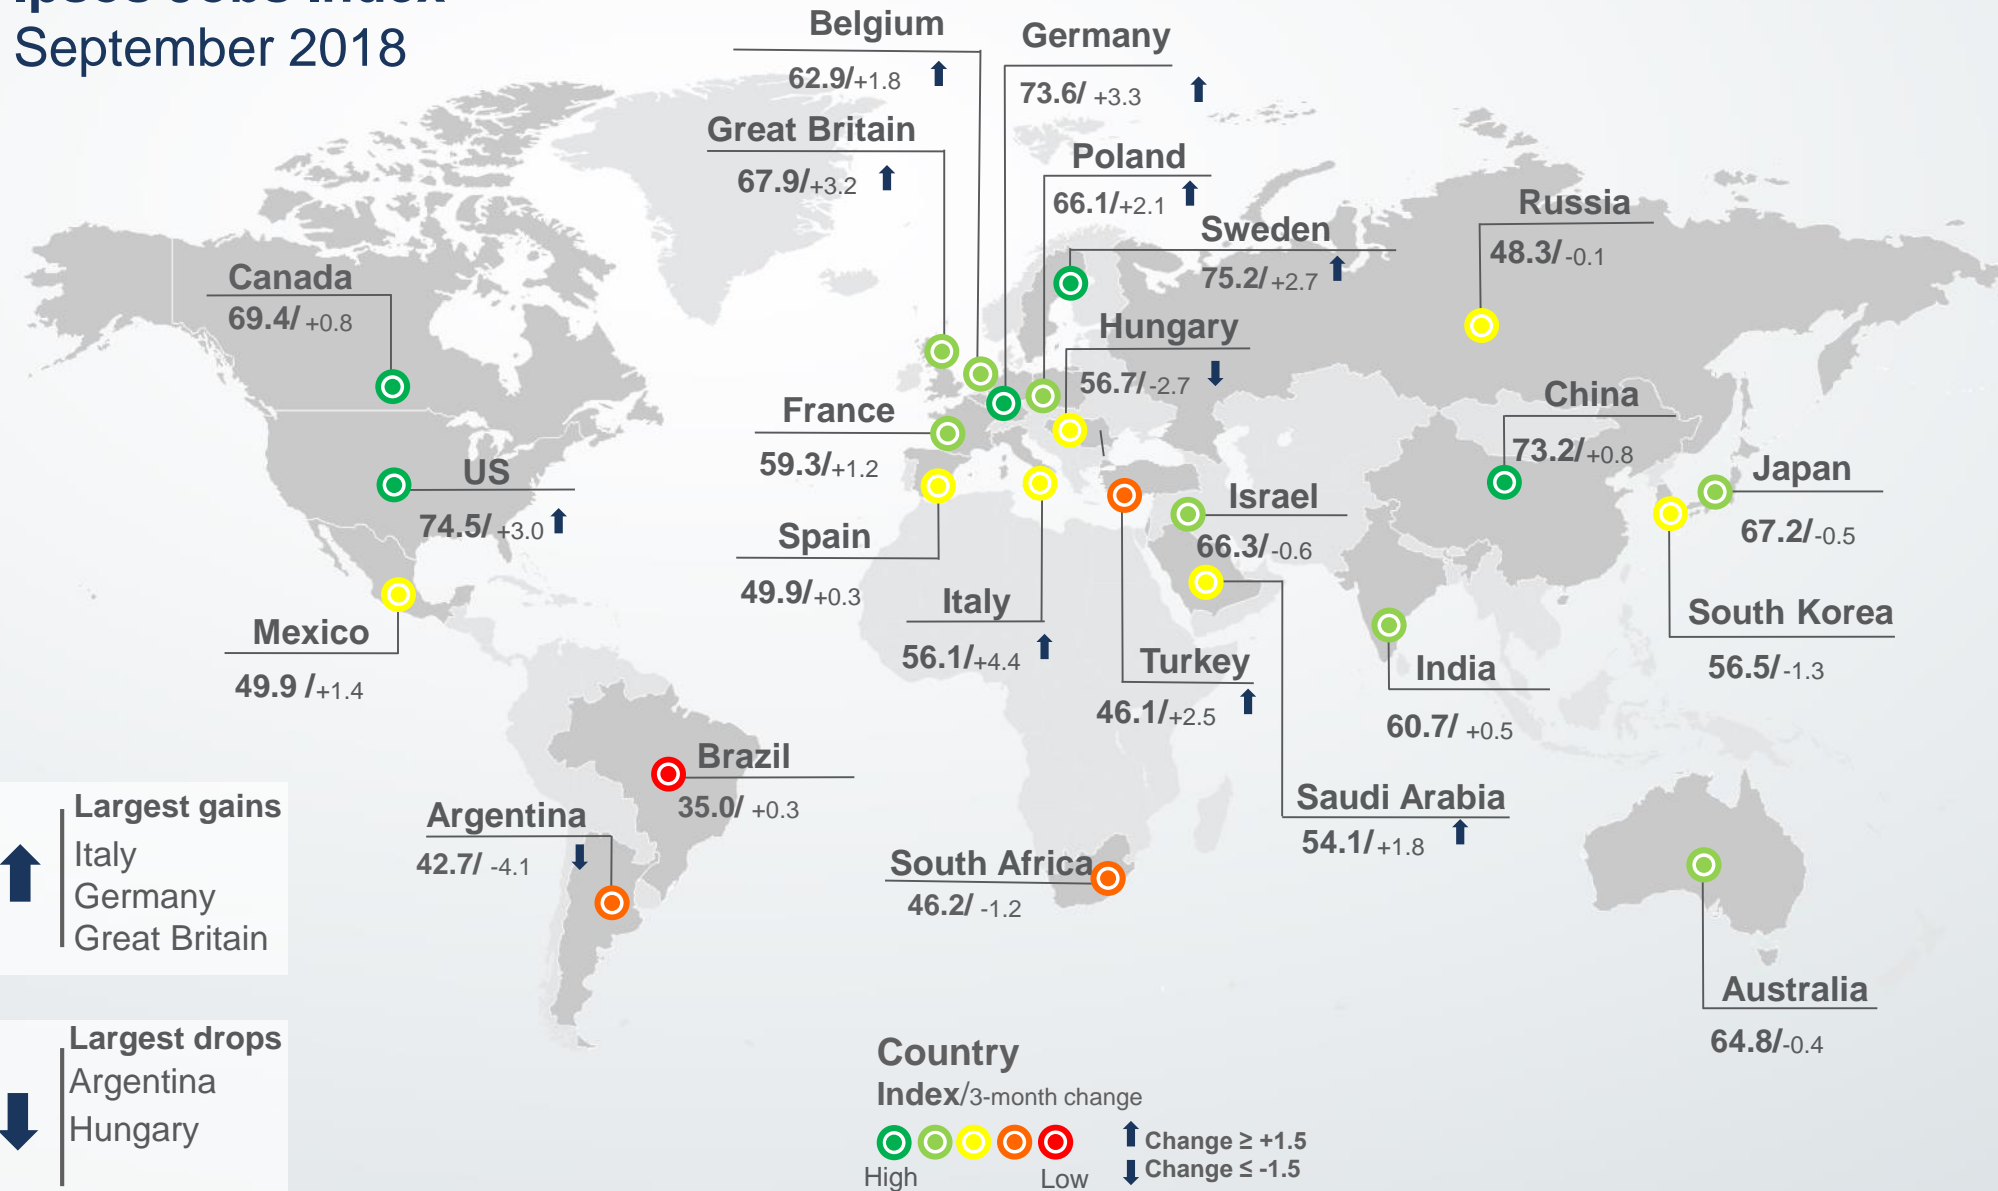 Ipsos Jobs Index
September 2018
Belgium
62.9/+1.8
Germany
73.6/ +3.3
Great Britain
67.9/+3.2
Poland
66.1/+2.1
Sweden
75.2/+2.7
Russia
48.3/-0.1
Canada
69.4/ +0.8
Hungary
56.7/-2.7
France
59.3/+1.2
China
73.2/+0.8
US
74.5/+3.0
Japan
67.2/-0.5
Israel
66.3/-0.6
Spain
49.9/+0.3
Italy
56.1/+4.4
South Korea
56.5/-1.3
Mexico
49.9 /+1.4
Turkey
46.1/+2.5
India
60.7/ +0.5
Brazil
35.0/ +0.3
Saudi Arabia
54.1/+1.8
Argentina
42.7/ -4.1
South Africa
46.2/ -1.2
Australia
64.8/-0.4
Largest gains
Italy
Germany
Great Britain
Largest drops
Argentina
Hungary
Country
Index/3-month change
High
Low
Change ≥ +1.5
Change ≤ -1.5